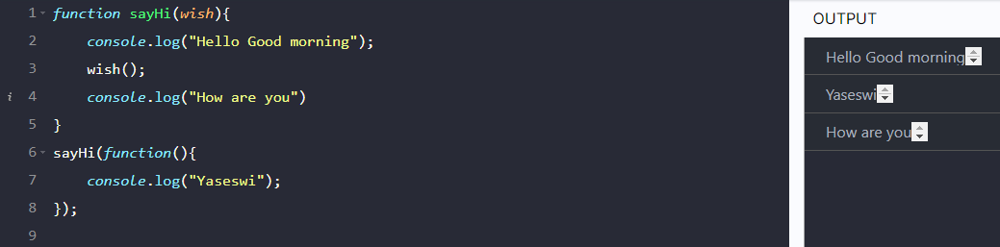 1 function sayHi(wish){
2 console.log("Hello Good morning");
3 wish();
i 4 console.log("How are you")
5 }
6 sayHi(function(){
7 console.log("Yaseswi");
8 });
9
OUTPUT
Hello Good morning
Yaseswi
How are you